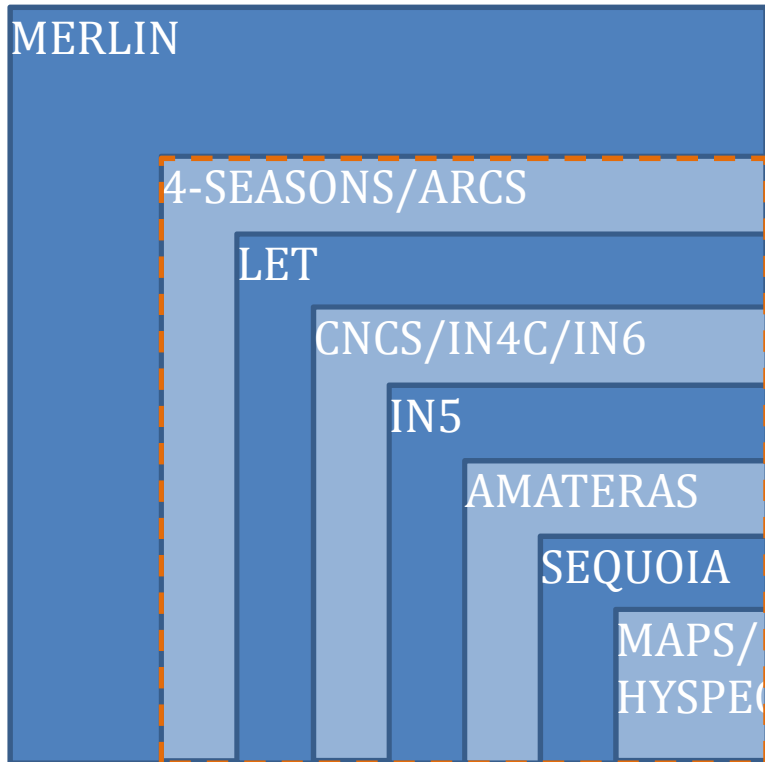 MERLIN
4-SEASONS/ARCS
LET
CNCS/IN4C/IN6
IN5
AMATERAS
SEQUOIA
MAPS/
HYSPEC